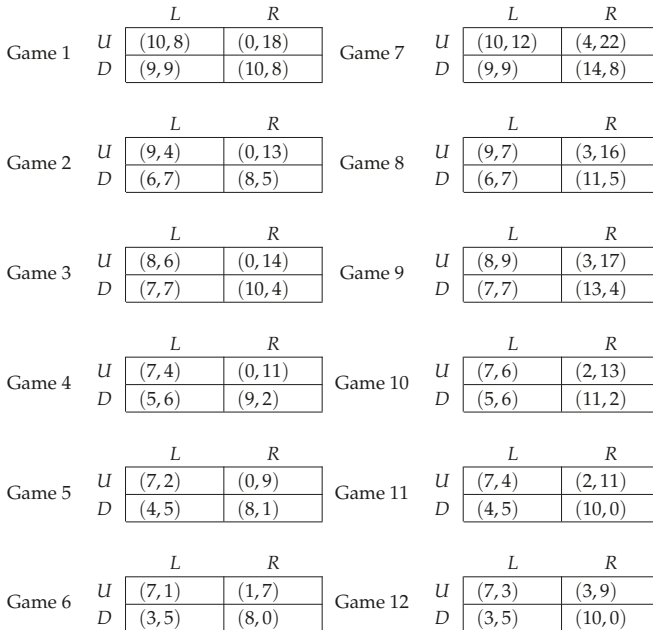 L R L R
Game 1 U (10, 8) (0, 18) Game 7 U (10, 12) (4, 22)
D (9, 9) (10, 8) D (9, 9) (14, 8)
L R L R
Game 2 U (9, 4) (0, 13) Game 8 U (9, 7) (3, 16)
D (6, 7) (8, 5) D (6, 7) (11, 5)
L R L R
Game 3 U (8, 6) (0, 14) Game 9 U (8, 9) (3, 17)
D (7, 7) (10, 4) D (7, 7) (13, 4)
L R L R
Game 4 U (7, 4) (0, 11) Game 10 U (7, 6) (2, 13)
D (5, 6) (9, 2) D (5, 6) (11, 2)
L R L R
Game 5 U (7, 2) (0, 9) Game 11 U (7, 4) (2, 11)
D (4, 5) (8, 1) D (4, 5) (10, 0)
L R L R
Game 6 U (7, 1) (1, 7) Game 12 U (7, 3) (3, 9)
D (3, 5) (8, 0) D (3, 5) (10, 0)